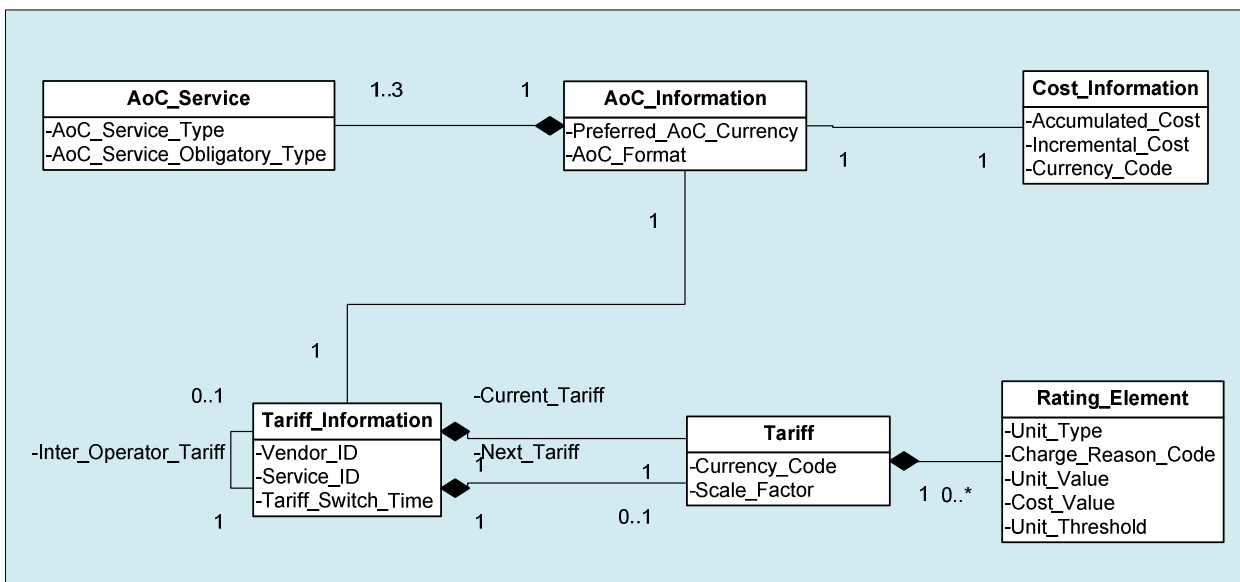 AoC_Service
-AoC_Service_Type
-AoC_Service_Obligatory_Type
1..3
1
AoC_Information
-Preferred_AoC_Currency
-AoC_Format
1
1
Cost_Information
-Accumulated_Cost
-Incremental_Cost
-Currency_Code
1
1
0..1
-Inter_Operator_Tariff
1
Tariff_Information
-Vendor_ID
-Service_ID
-Tariff_Switch_Time
-Current_Tariff
-Next_Tariff
1
1
1
0..1
Tariff
-Currency_Code
-Scale_Factor
1
0..*
Rating_Element
-Unit_Type
-Charge_Reason_Code
-Unit_Value
-Cost_Value
-Unit_Threshold